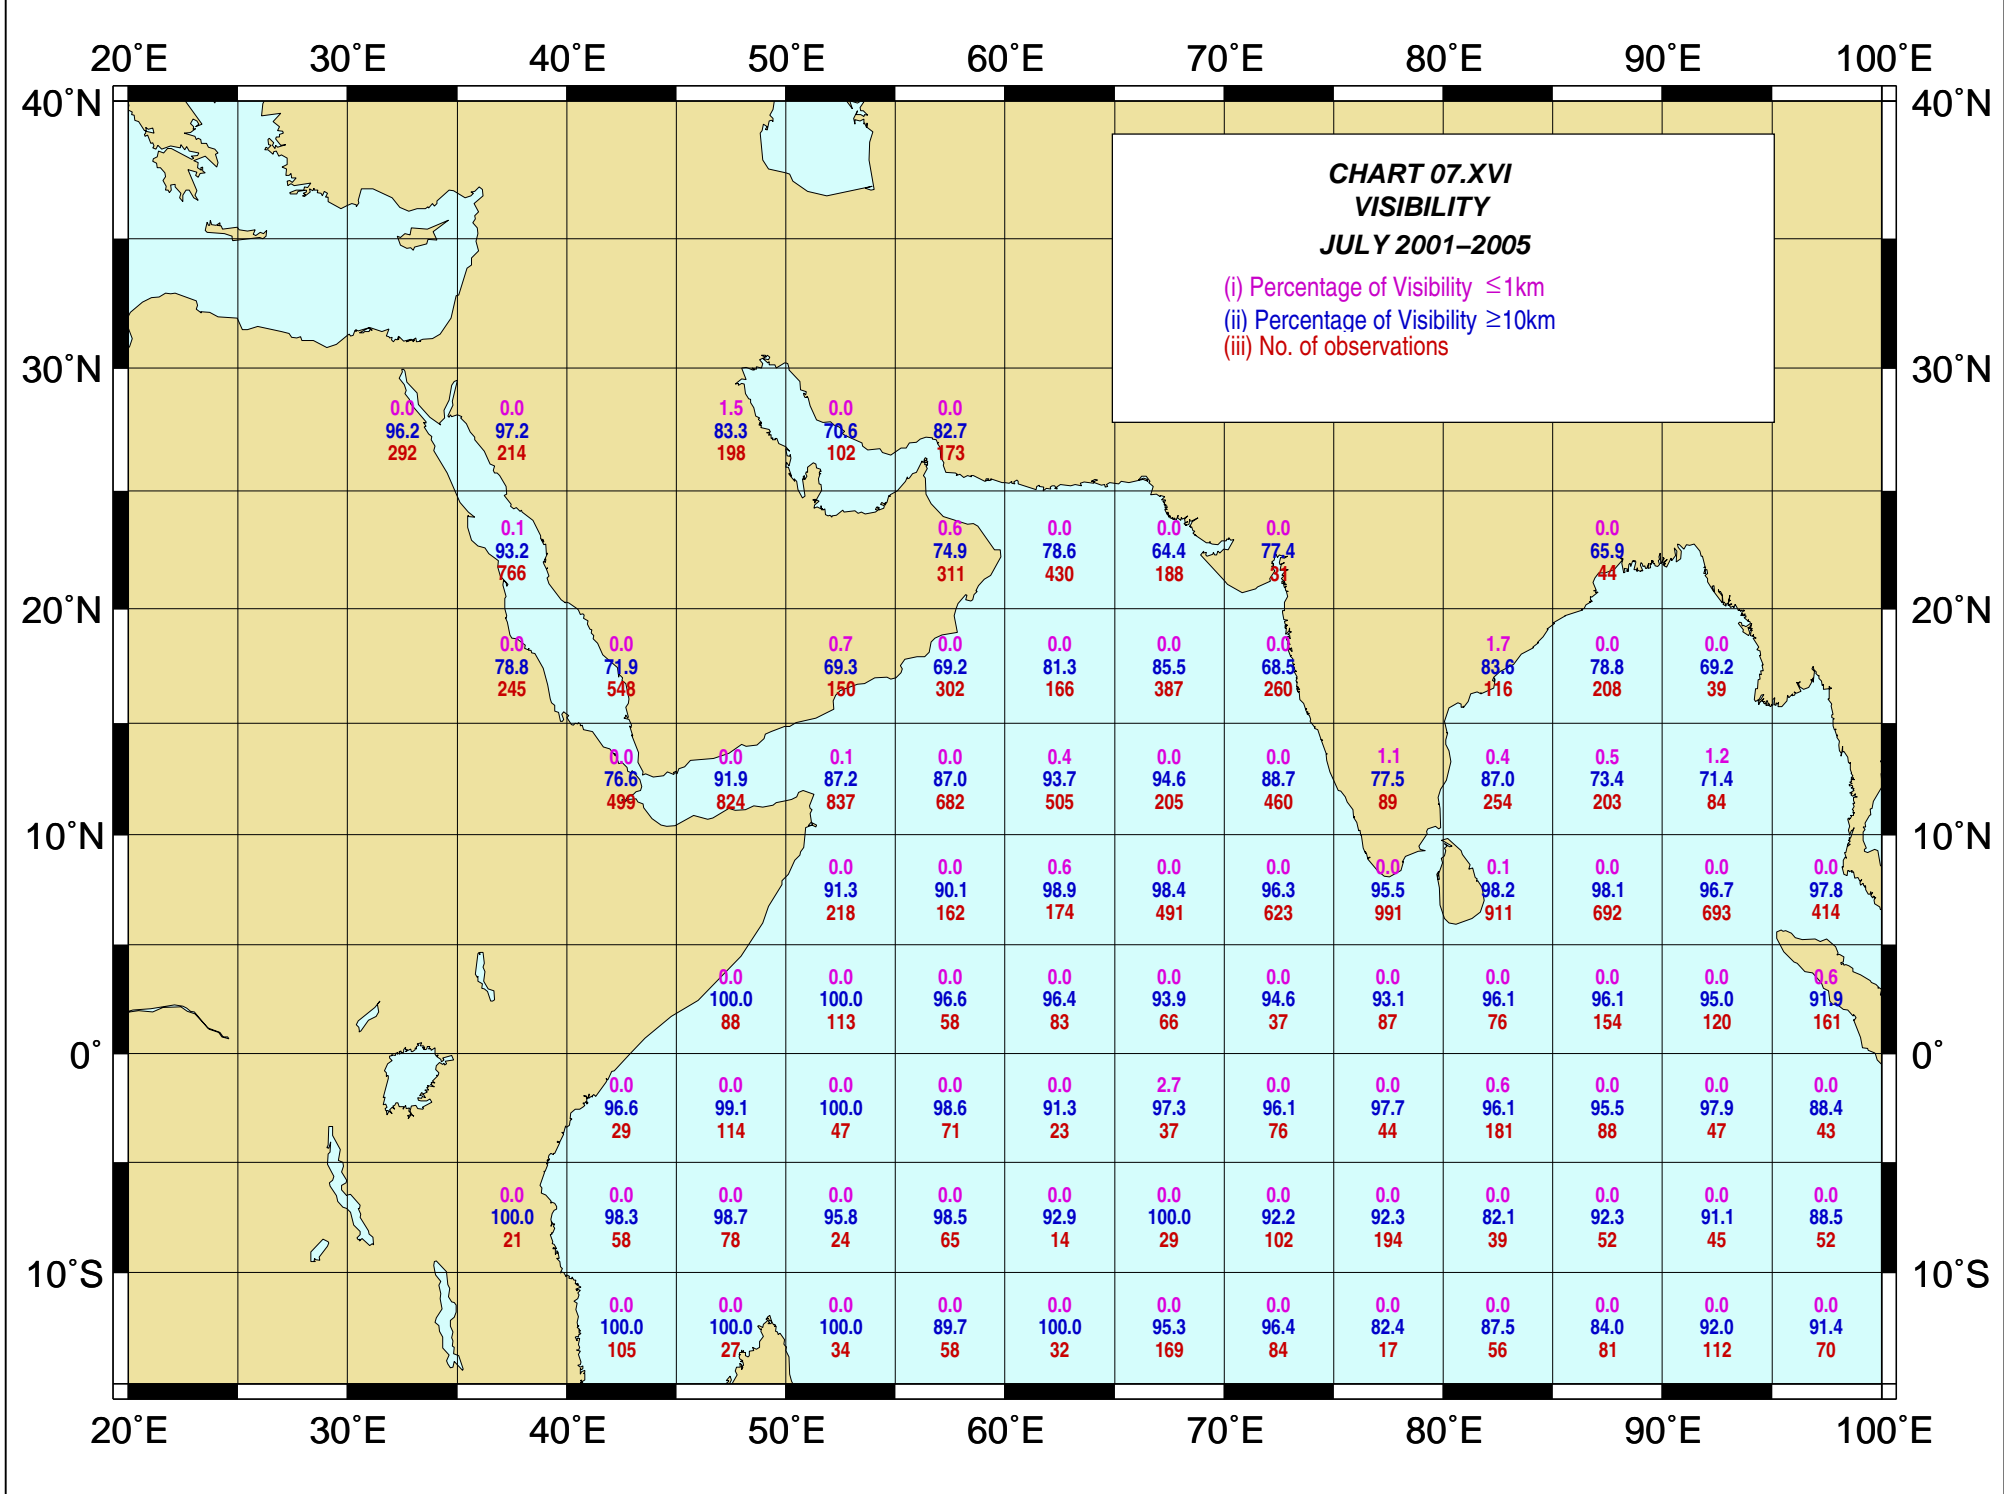 20˚E 30˚E 40˚E 50˚E 60˚E 70˚E 80˚E 90˚E 100˚E
40˚N 40˚N
CHART 07.XVI
VISIBILITY
JULY 2001–2005
(i) Percentage of Visibility ≤1km
(ii) Percentage of Visibility ≥10km
(iii) No. of observations
30˚N 30˚N
0.0 0.0 1.5 0.0 0.0
96.2 97.2 83.3 70.6 82.7
292 214 198 102 173
0.1 0.6 0.0 0.0 0.0 0.0
93.2 74.9 78.6 64.4 77.4 65.9
766 311 430 188 31 44
20˚N 20˚N
0.0 0.0 0.7 0.0 0.0 0.0 0.0 1.7 0.0 0.0
78.8 71.9 69.3 69.2 81.3 85.5 68.5 83.6 78.8 69.2
245 548 150 302 166 387 260 116 208 39
0.0 0.0 0.1 0.0 0.4 0.0 0.0 1.1 0.4 0.5 1.2
76.6 91.9 87.2 87.0 93.7 94.6 88.7 77.5 87.0 73.4 71.4
499 824 837 682 505 205 460 89 254 203 84
10˚N 10˚N
0.0 0.0 0.6 0.0 0.0 0.0 0.1 0.0 0.0 0.0
91.3 90.1 98.9 98.4 96.3 95.5 98.2 98.1 96.7 97.8
218 162 174 491 623 991 911 692 693 414
0.0 0.0 0.0 0.0 0.0 0.0 0.0 0.0 0.0 0.0 0.6
100.0 100.0 96.6 96.4 93.9 94.6 93.1 96.1 96.1 95.0 91.9
88 113 58 83 66 37 87 76 154 120 161
0˚ 0˚
0.0 0.0 0.0 0.0 0.0 2.7 0.0 0.0 0.6 0.0 0.0 0.0
96.6 99.1 100.0 98.6 91.3 97.3 96.1 97.7 96.1 95.5 97.9 88.4
29 114 47 71 23 37 76 44 181 88 47 43
0.0 0.0 0.0 0.0 0.0 0.0 0.0 0.0 0.0 0.0 0.0 0.0 0.0
100.0 98.3 98.7 95.8 98.5 92.9 100.0 92.2 92.3 82.1 92.3 91.1 88.5
21 58 78 24 65 14 29 102 194 39 52 45 52
10˚S 10˚S
0.0 0.0 0.0 0.0 0.0 0.0 0.0 0.0 0.0 0.0 0.0 0.0
100.0 100.0 100.0 89.7 100.0 95.3 96.4 82.4 87.5 84.0 92.0 91.4
105 27 34 58 32 169 84 17 56 81 112 70
20˚E 30˚E 40˚E 50˚E 60˚E 70˚E 80˚E 90˚E 100˚E